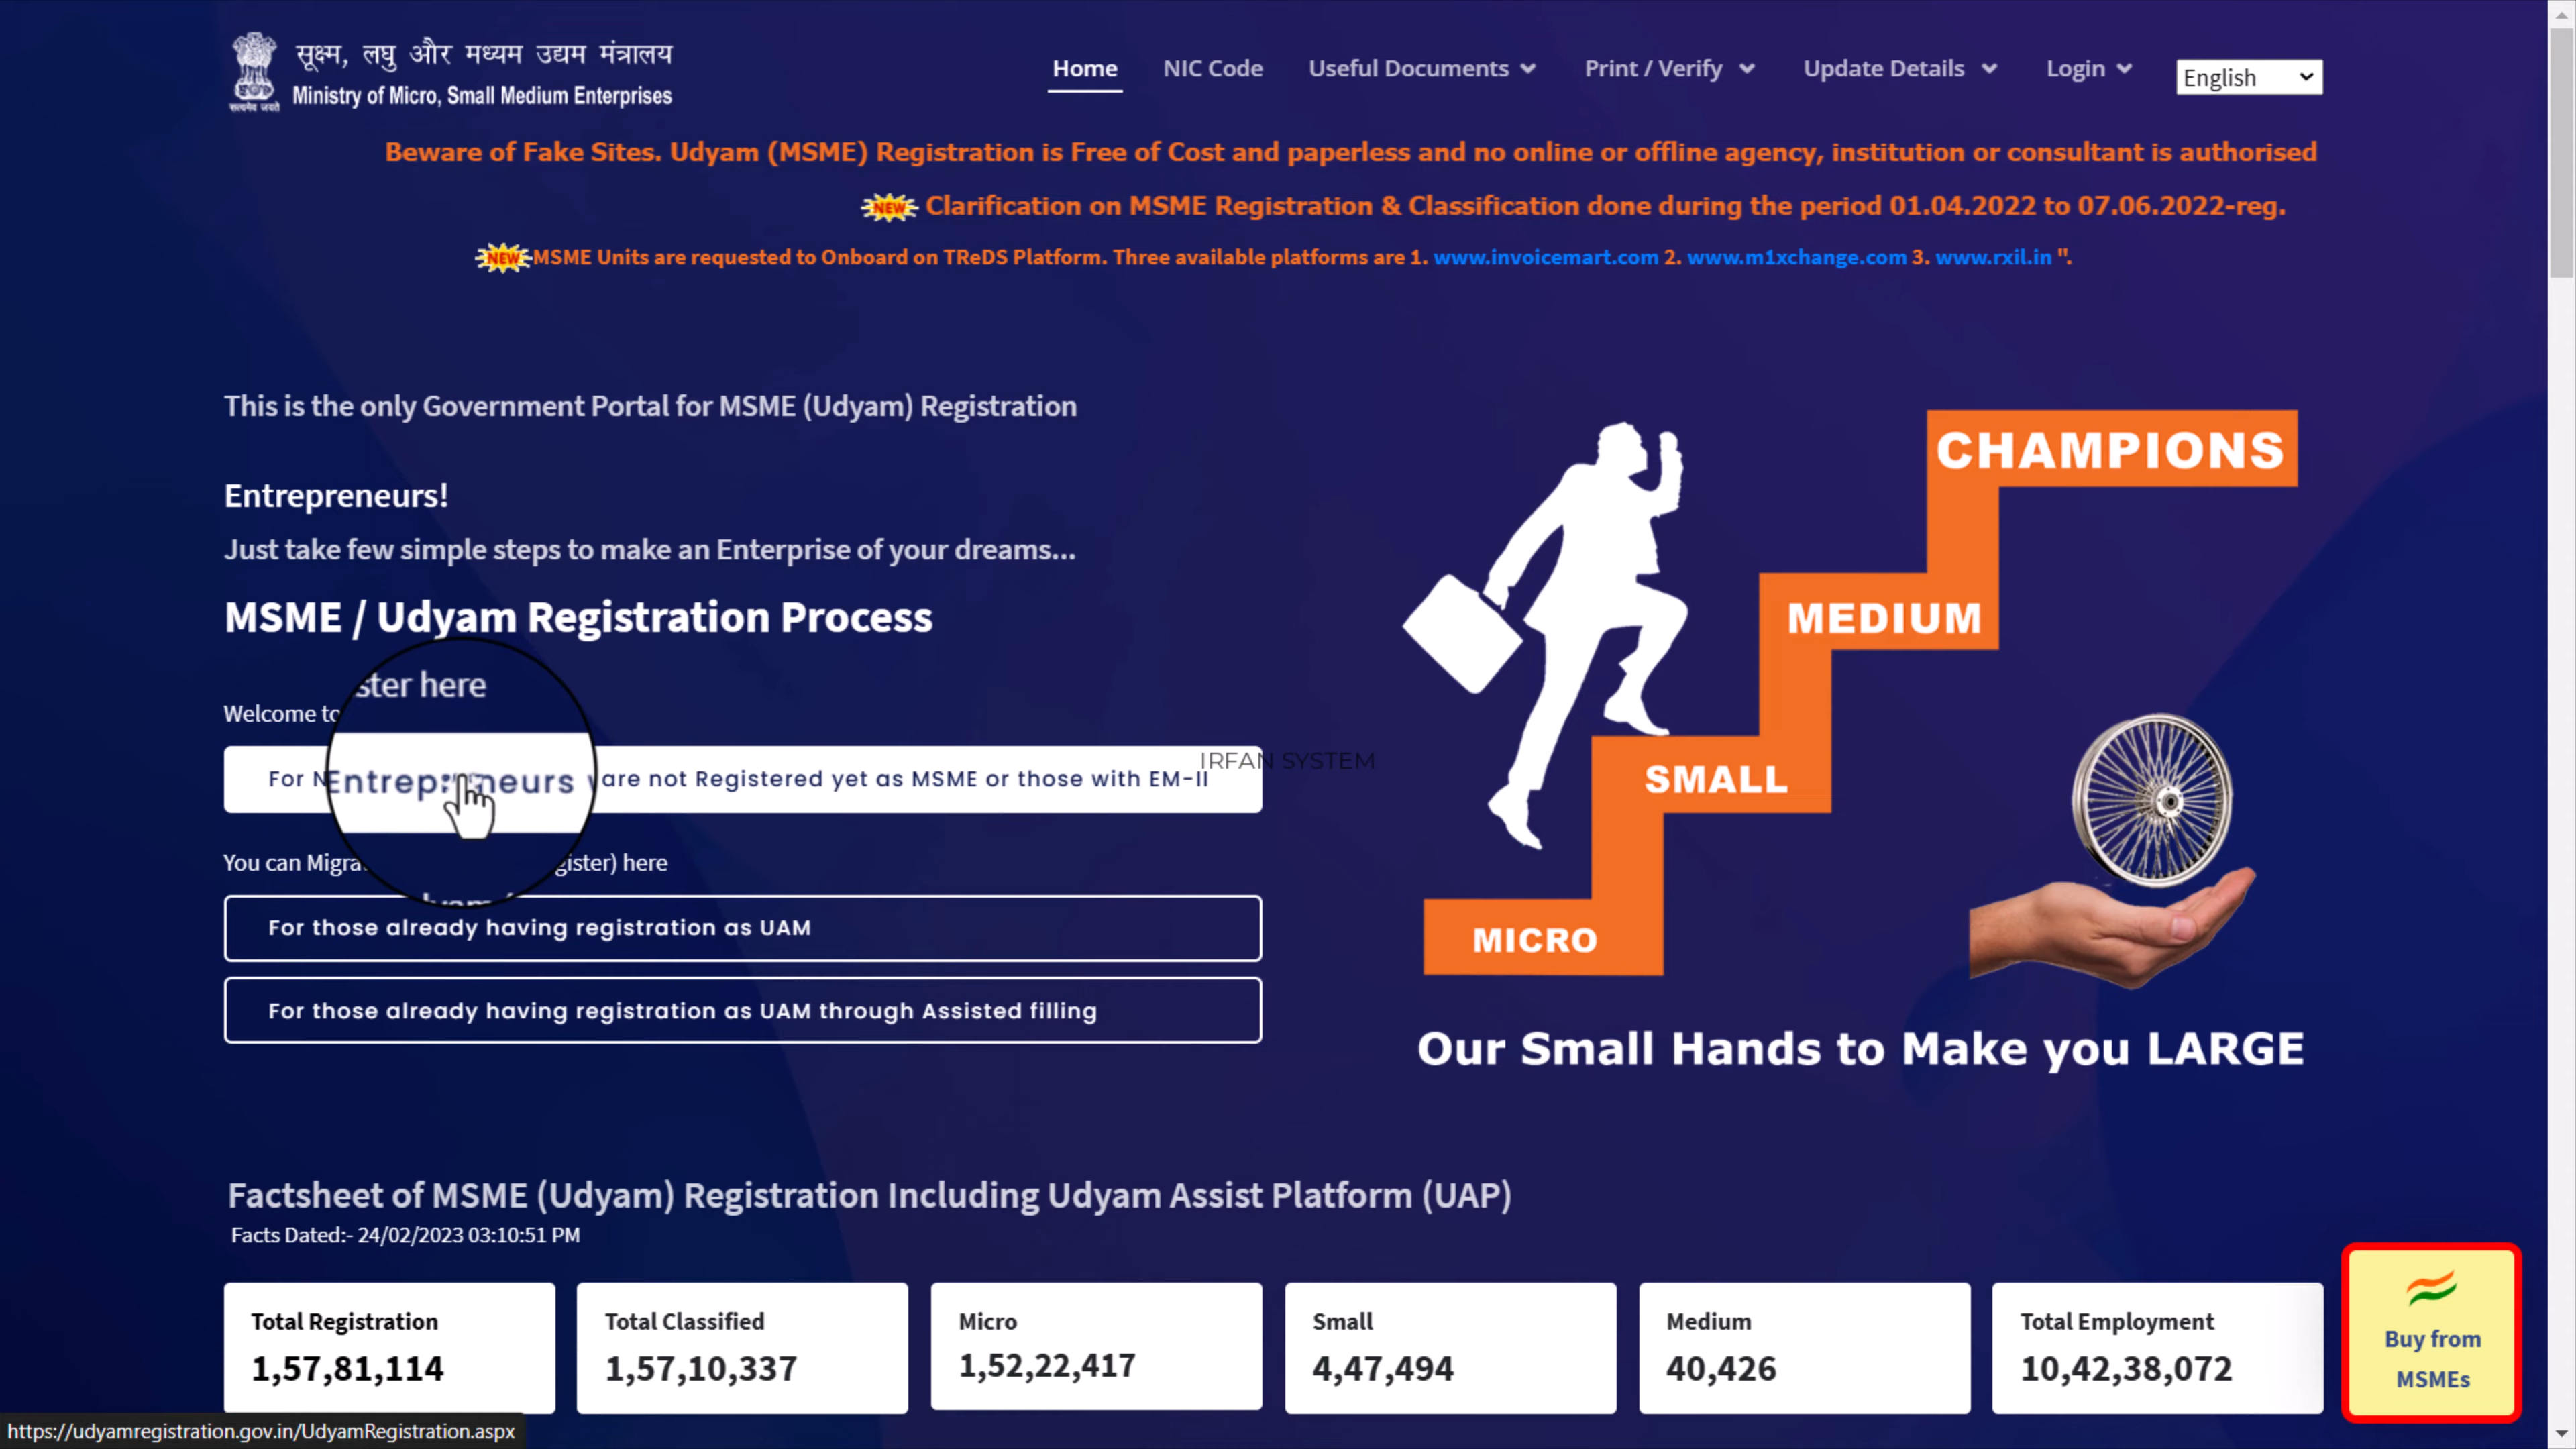 सूक्ष्म, लघु और मध्यम उद्यम मंत्रालय
Ministry of Micro, Small Medium Enterprises
सत्यमेव जयते
Home
NIC Code
Useful Documents
Print / Verify
Update Details
Login
English
Beware of Fake Sites. Udyam (MSME) Registration is Free of Cost and paperless and no online or offline agency, institution or consultant is authorised
NEW Clarification on MSME Registration & Classification done during the period 01.04.2022 to 07.06.2022-reg.
NEW MSME Units are requested to Onboard on TReDS Platform. Three available platforms are 1. www.invoicemart.com 2. www.m1xchange.com 3. www.rxil.in ".
This is the only Government Portal for MSME (Udyam) Registration
Entrepreneurs!
Just take few simple steps to make an Enterprise of your dreams...
MSME / Udyam Registration Process
ster here
Welcome to
For N Entrepreneurs are not Registered yet as MSME or those with EM-II
You can Migra gister) here
For those already having registration as UAM
For those already having registration as UAM through Assisted filling
IRFAN SYSTEM
CHAMPIONS
MEDIUM
SMALL
MICRO
Our Small Hands to Make you LARGE
Factsheet of MSME (Udyam) Registration Including Udyam Assist Platform (UAP)
Facts Dated:- 24/02/2023 03:10:51 PM
Total Registration
1,57,81,114
Total Classified
1,57,10,337
Micro
1,52,22,417
Small
4,47,494
Medium
40,426
Total Employment
10,42,38,072
Buy from
MSMEs
https://udyamregistration.gov.in/UdyamRegistration.aspx